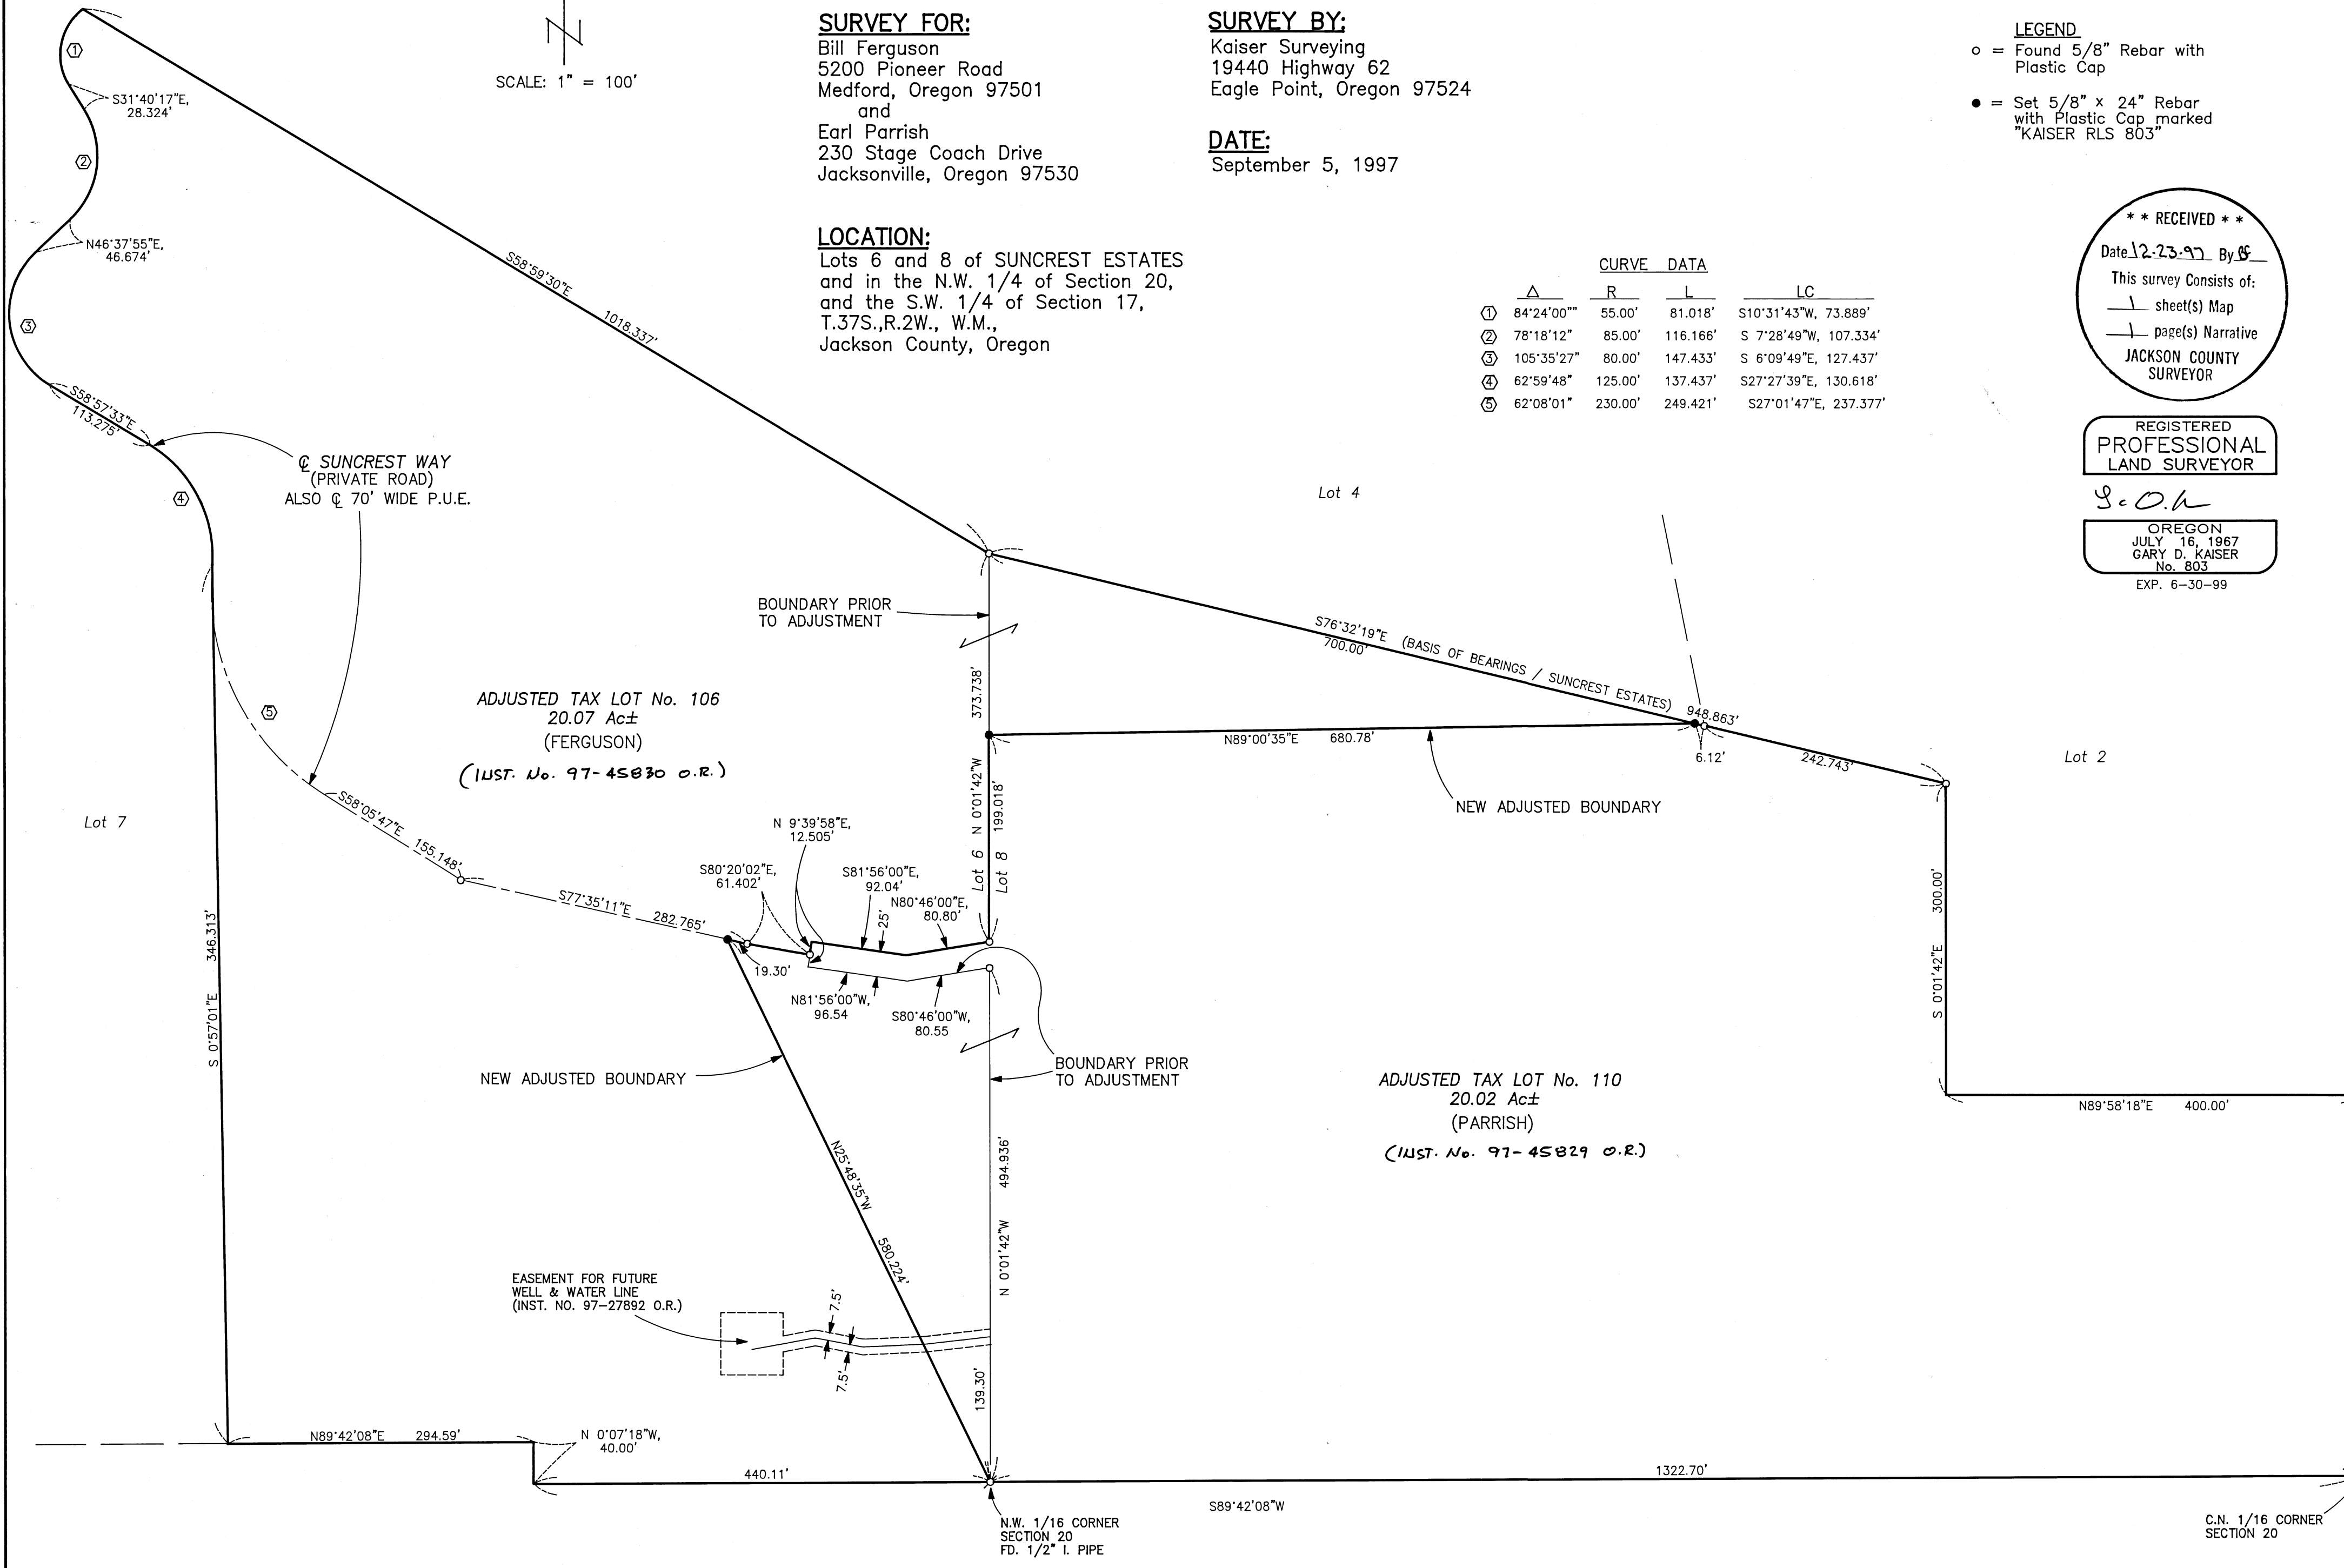 N
SCALE: 1" = 100'
SURVEY FOR:
Bill Ferguson
5200 Pioneer Road
Medford, Oregon 97501
and
Earl Parrish
230 Stage Coach Drive
Jacksonville, Oregon 97530
SURVEY BY:
Kaiser Surveying
19440 Highway 62
Eagle Point, Oregon 97524
DATE:
September 5, 1997
LOCATION:
Lots 6 and 8 of SUNCREST ESTATES
and in the N.W. 1/4 of Section 20,
and the S.W. 1/4 of Section 17,
T.37S.,R.2W., W.M.,
Jackson County, Oregon
LEGEND
○ = Found 5/8" Rebar with
Plastic Cap
● = Set 5/8" x 24" Rebar
with Plastic Cap marked
"KAISER RLS 803"
* * RECEIVED * *
Date 12-23-97 By
This survey Consists of:
1 sheet(s) Map
1 page(s) Narrative
JACKSON COUNTY
SURVEYOR
CURVE DATA
Δ R L LC
1 84°24'00"" 55.00' 81.018' S10°31'43"W, 73.889'
2 78°18'12" 85.00' 116.166' S 7°28'49"W, 107.334'
3 105°35'27" 80.00' 147.433' S 6°09'49"E, 127.437'
4 62°59'48" 125.00' 137.437' S27°27'39"E, 130.618'
5 62°08'01" 230.00' 249.421' S27°01'47"E, 237.377'
REGISTERED
PROFESSIONAL
LAND SURVEYOR
OREGON
JULY 16, 1967
GARY D. KAISER
No. 803
EXP. 6-30-99
1
S31°40'17"E,
28.324'
2
N46°37'55"E,
46.674'
3
S58°57'33"E
113.275'
4
℄ SUNCREST WAY
(PRIVATE ROAD)
ALSO ℄ 70' WIDE P.U.E.
S58°59'30"E
1018.337'
Lot 4
BOUNDARY PRIOR
TO ADJUSTMENT
373.738'
S76°32'19"E (BASIS OF BEARINGS / SUNCREST ESTATES) 948.863'
700.00'
N89°00'35"E 680.78'
6.12'
242.743'
Lot 2
NEW ADJUSTED BOUNDARY
ADJUSTED TAX LOT No. 106
20.07 Ac±
(FERGUSON)
(INST. No. 97-45830 O.R.)
5
Lot 7
S58°05'47"E 155.148'
S77°35'11"E 282.765'
S80°20'02"E,
61.402'
N 9°39'58"E,
12.505'
S81°56'00"E,
92.04'
25'
N80°46'00"E,
80.80'
Lot 6 N 0°01'42"W
Lot 8 199.018'
19.30'
N81°56'00"W,
96.54
S80°46'00"W,
80.55
BOUNDARY PRIOR
TO ADJUSTMENT
S 0°57'01"E 346.313'
NEW ADJUSTED BOUNDARY
N25°48'35"W 580.224'
N 0°01'42"W 494.936'
139.30'
S 0°01'42"E 300.00'
N89°58'18"E 400.00'
ADJUSTED TAX LOT No. 110
20.02 Ac±
(PARRISH)
(INST. No. 97-45829 O.R.)
EASEMENT FOR FUTURE
WELL & WATER LINE
(INST. NO. 97-27892 O.R.)
7.5'
7.5'
N89°42'08"E 294.59'
N 0°07'18"W,
40.00'
440.11'
1322.70'
S89°42'08"W
N.W. 1/16 CORNER
SECTION 20
FD. 1/2" I. PIPE
C.N. 1/16 CORNER
SECTION 20